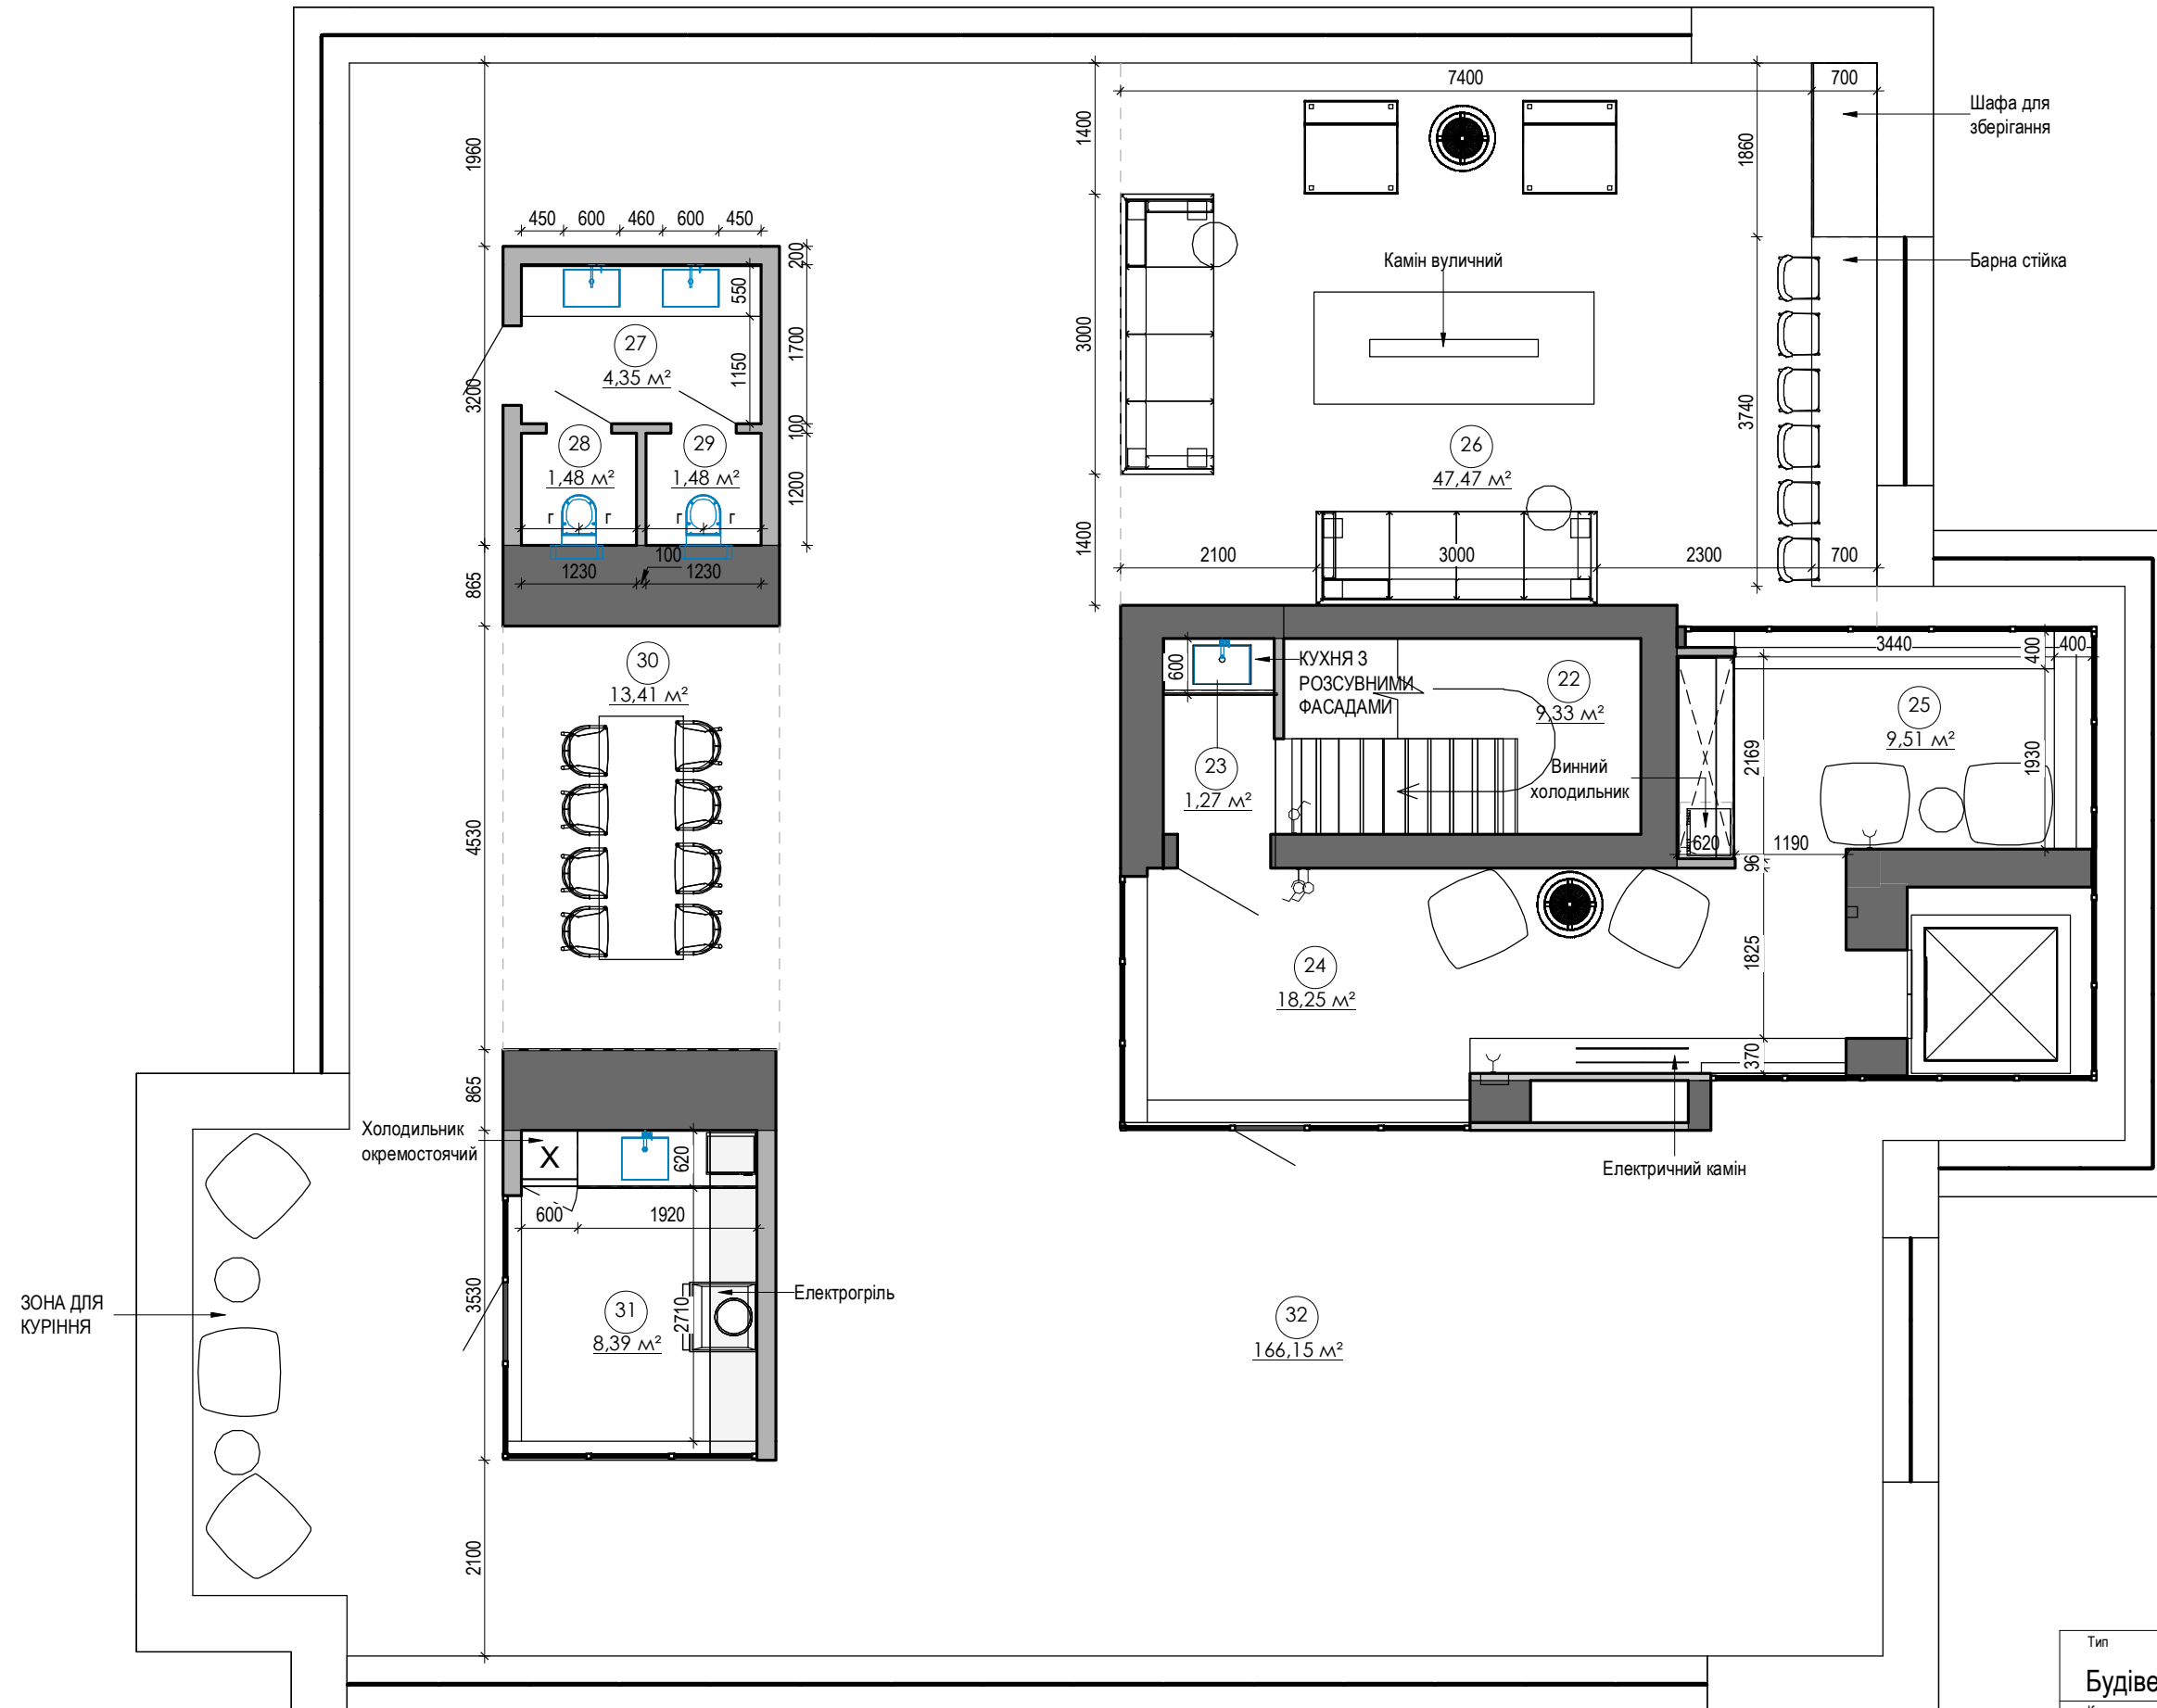 7400
700
Шафа для
зберігання
1400
1860
1960
450 600 460 600 450
200
Камін вуличний
Барна стійка
550
27
4,35 м²
1150
1700
3200
3000
3740
100
28
1,48 м²
29
1,48 м²
1200
26
47,47 м²
г г г г
100
1230 1230
865
1400
2100 3000 2300 700
30
13,41 м²
600
КУХНЯ З
РОЗСУВНИМИ
ФАСАДАМИ
22
9,33 м²
3440
400
400
25
9,51 м²
2169
1930
23
1,27 м²
Винний
холодильник
620
1190
96
4530
24
18,25 м²
1825
370
865
Холодильник
окремостоячий
X
620
Електричний камін
600 1920
3530
ЗОНА ДЛЯ
КУРІННЯ
31
8,39 м²
2710
Електрогріль
32
166,15 м²
2100
Тип
Будіве